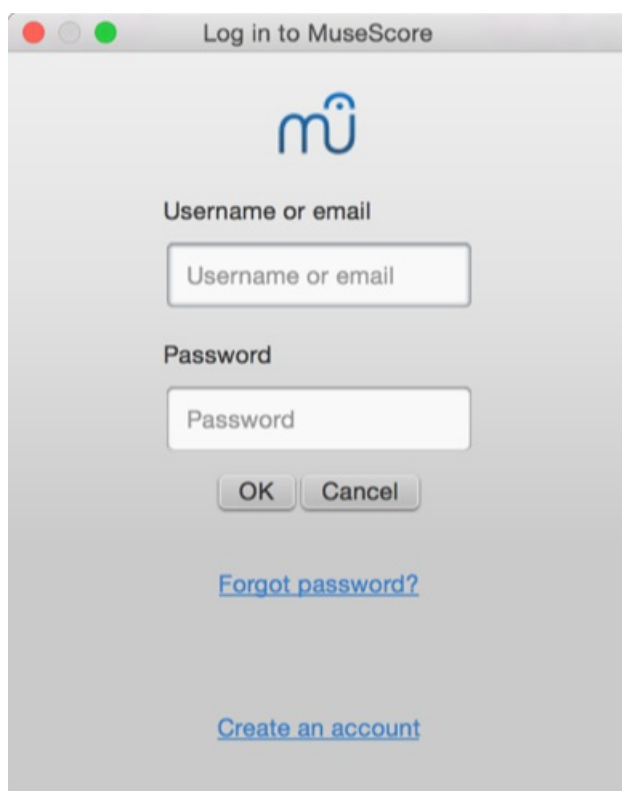 Log in to MuseScore
mu
Username or email
Username or email
Password
Password
OK Cancel
Forgot password?
Create an account